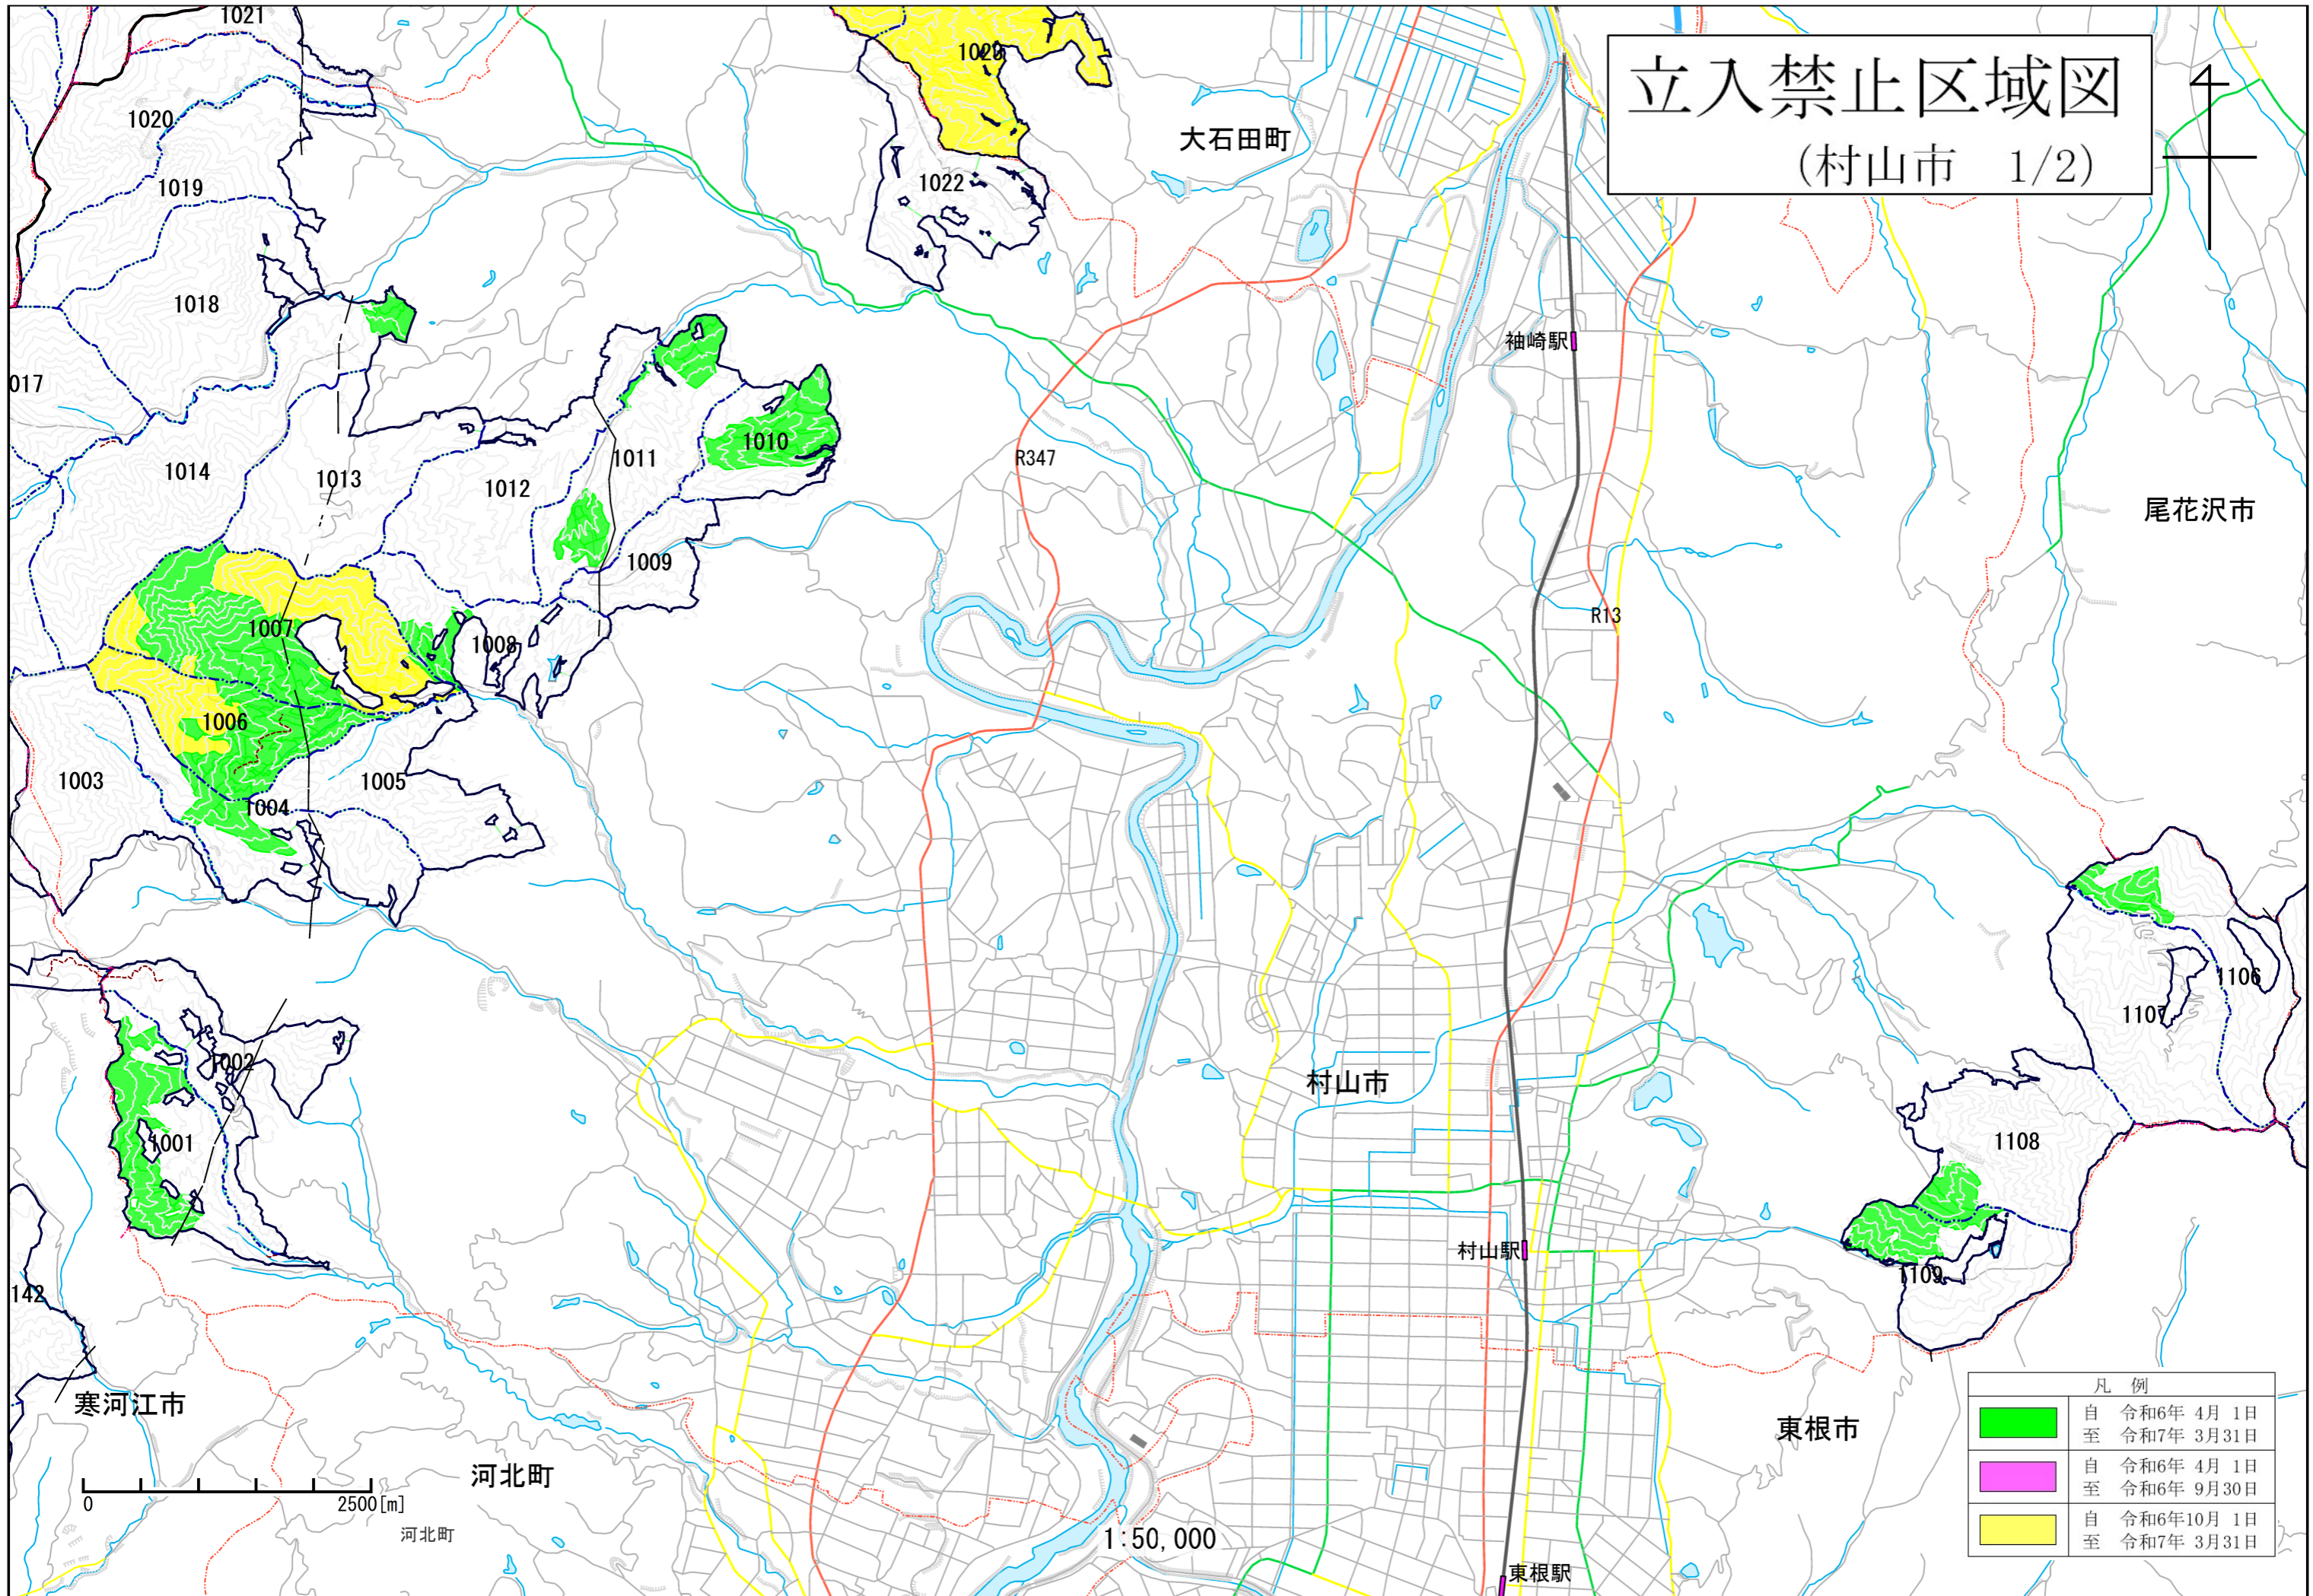 立入禁止区域図
(村山市 1/2)
1021
1023
1020
大石田町
1019
1022
1018
袖崎駅
017
1010
1011
R347
1014
1013
1012
尾花沢市
1009
1007
R13
1008
1006
1003
1005
1004
1106
1107
1002
村山市
1001
1108
村山駅
1109
142
寒河江市
東根市
河北町
0 2500[m]
河北町
1:50,000
東根駅
凡 例
自 令和6年 4月 1日
至 令和7年 3月31日
自 令和6年 4月 1日
至 令和6年 9月30日
自 令和6年10月 1日
至 令和7年 3月31日